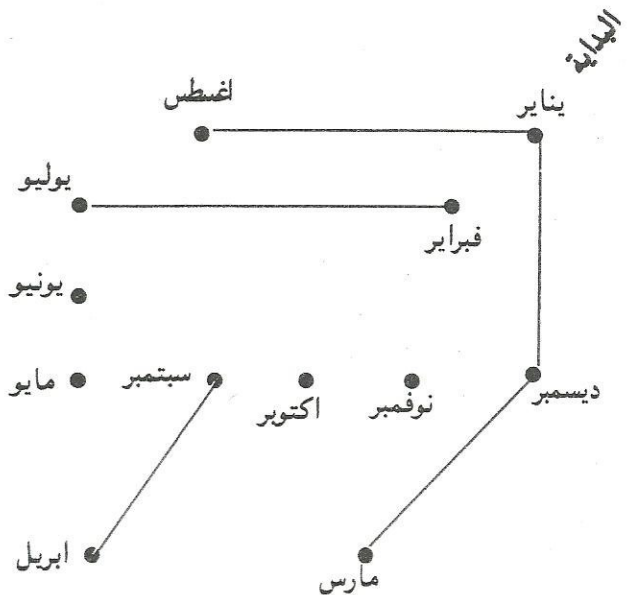 البداية
يناير
اغسطس
يوليو
فبراير
يونيو
مايو
سبتمبر
اكتوبر
نوفمبر
ديسمبر
ابريل
مارس